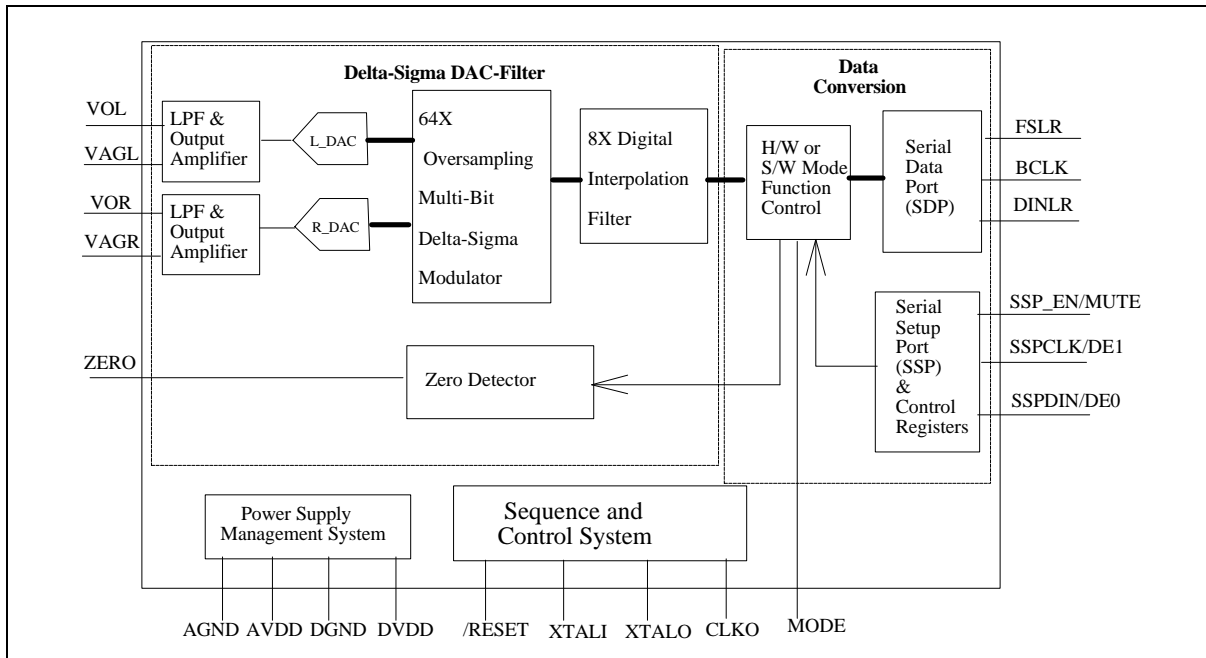 Delta-Sigma DAC-Filter
Data
Conversion
VOL
VAGL
VOR
VAGR
ZERO
LPF &
Output
Amplifier
LPF &
Output
Amplifier
L_DAC
R_DAC
64X
Oversampling
Multi-Bit
Delta-Sigma
Modulator
8X Digital
Interpolation
Filter
H/W or
S/W Mode
Function
Control
Serial
Data
Port
(SDP)
FSLR
BCLK
DINLR
Zero Detector
Serial
Setup
Port
(SSP)
&
Control
Registers
SSP_EN/MUTE
SSPCLK/DE1
SSPDIN/DE0
Power Supply
Management System
Sequence and
Control System
AGND AVDD DGND DVDD /RESET XTALI XTALO CLKO MODE